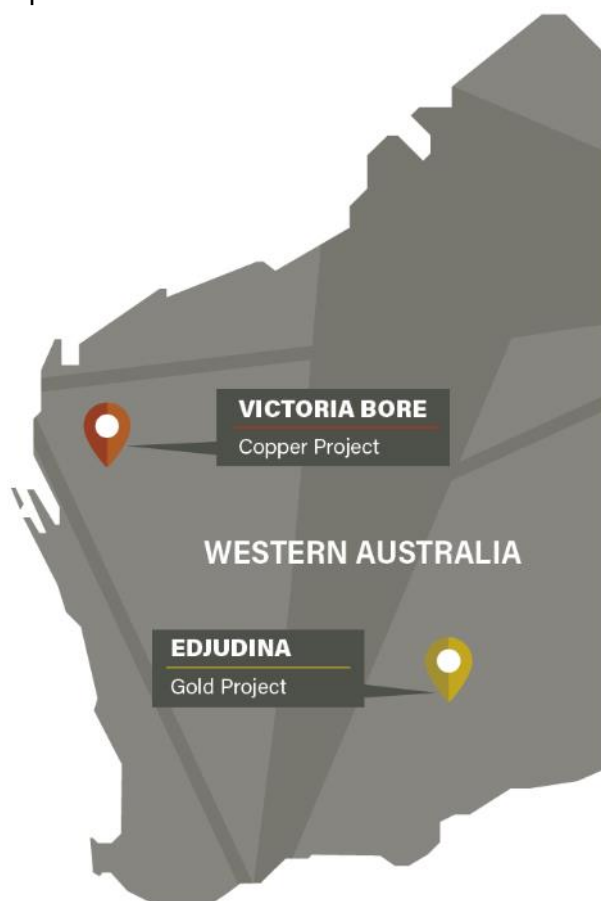 VICTORIA BORE
Copper Project
WESTERN AUSTRALIA
EDJUDINA
Gold Project